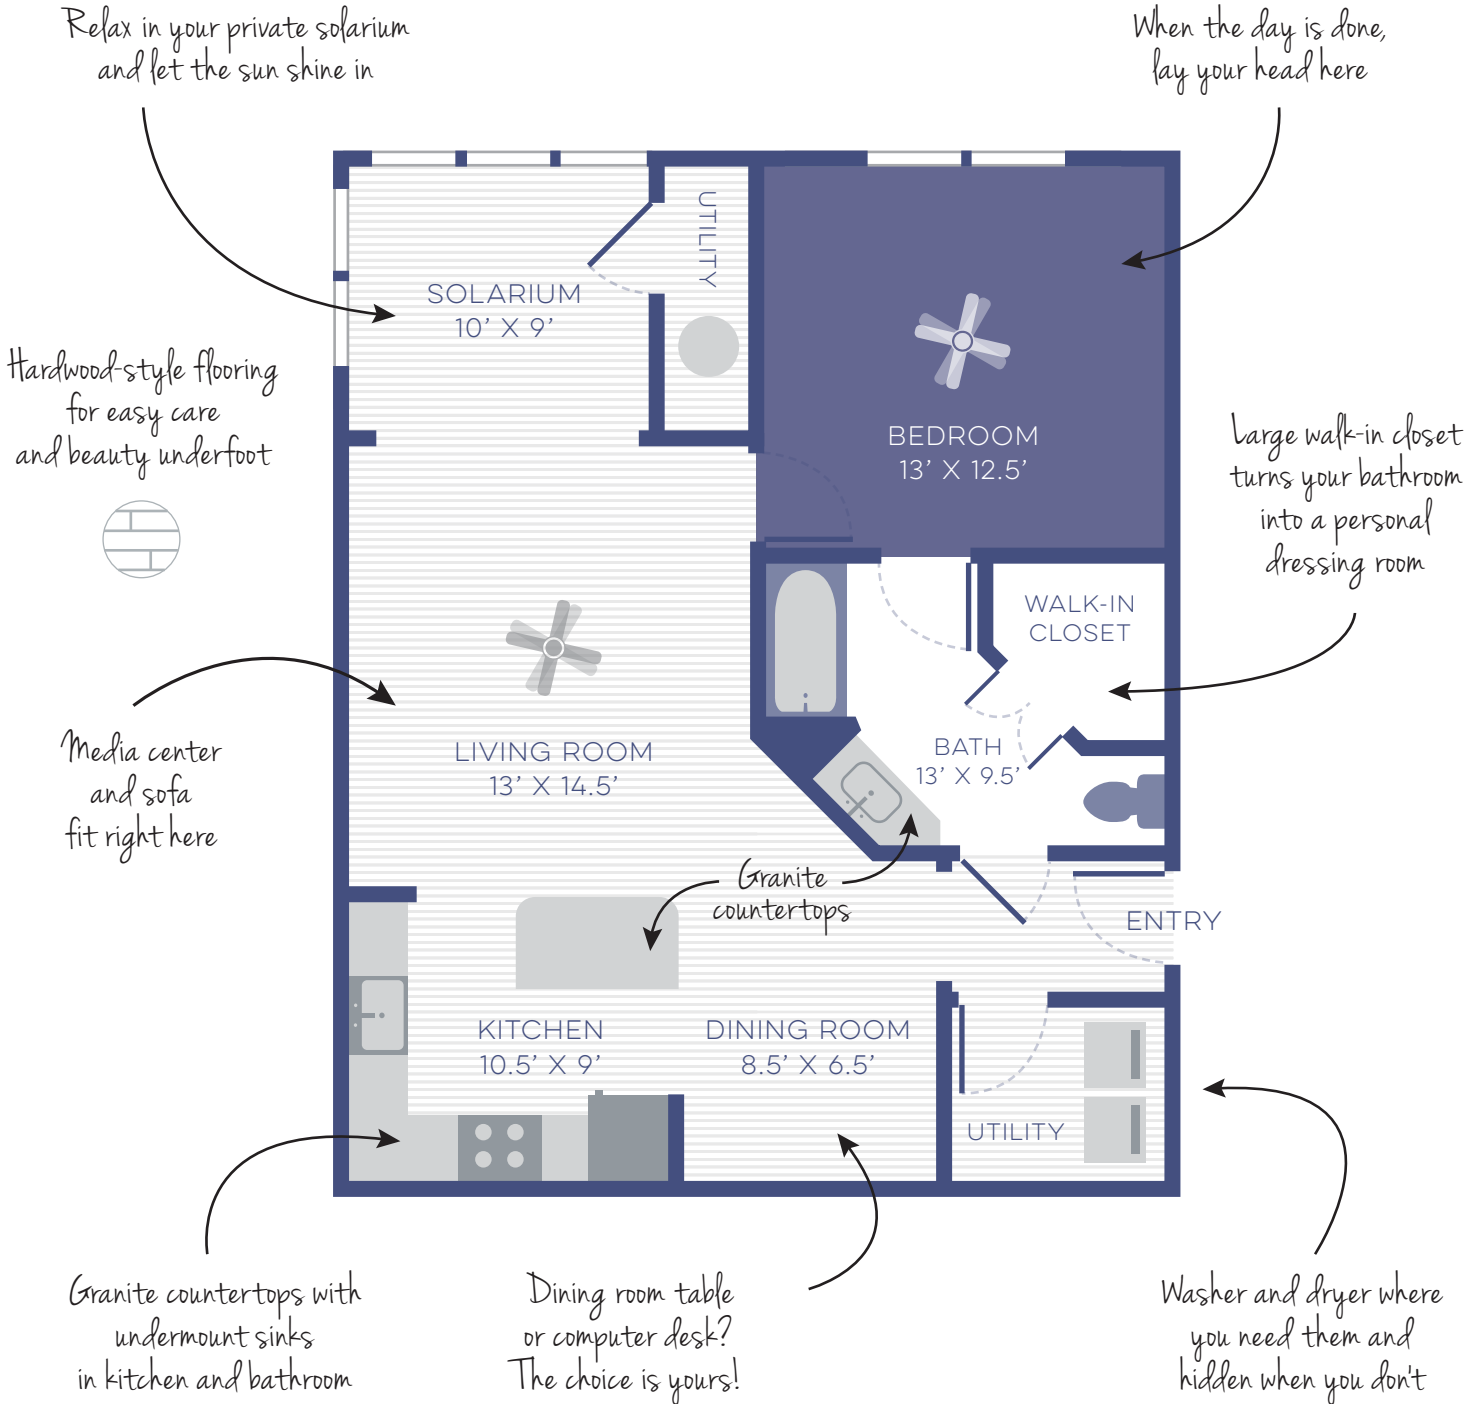 Relax in your private solarium
and let the sun shine in
When the day is done,
lay your head here
UTILITY
SOLARIUM
10’ X 9’
Hardwood-style flooring
for easy care
and beauty underfoot
BEDROOM
13’ X 12.5’
Large walk-in closet
turns your bathroom
into a personal
dressing room
WALK-IN
CLOSET
LIVING ROOM
13’ X 14.5’
BATH
13’ X 9.5’
Media center
and sofa
fit right here
Granite
countertops
ENTRY
KITCHEN
10.5’ X 9’
DINING ROOM
8.5’ X 6.5’
UTILITY
Granite countertops with
undermount sinks
in kitchen and bathroom
Dining room table
or computer desk?
The choice is yours!
Washer and dryer where
you need them and
hidden when you don't